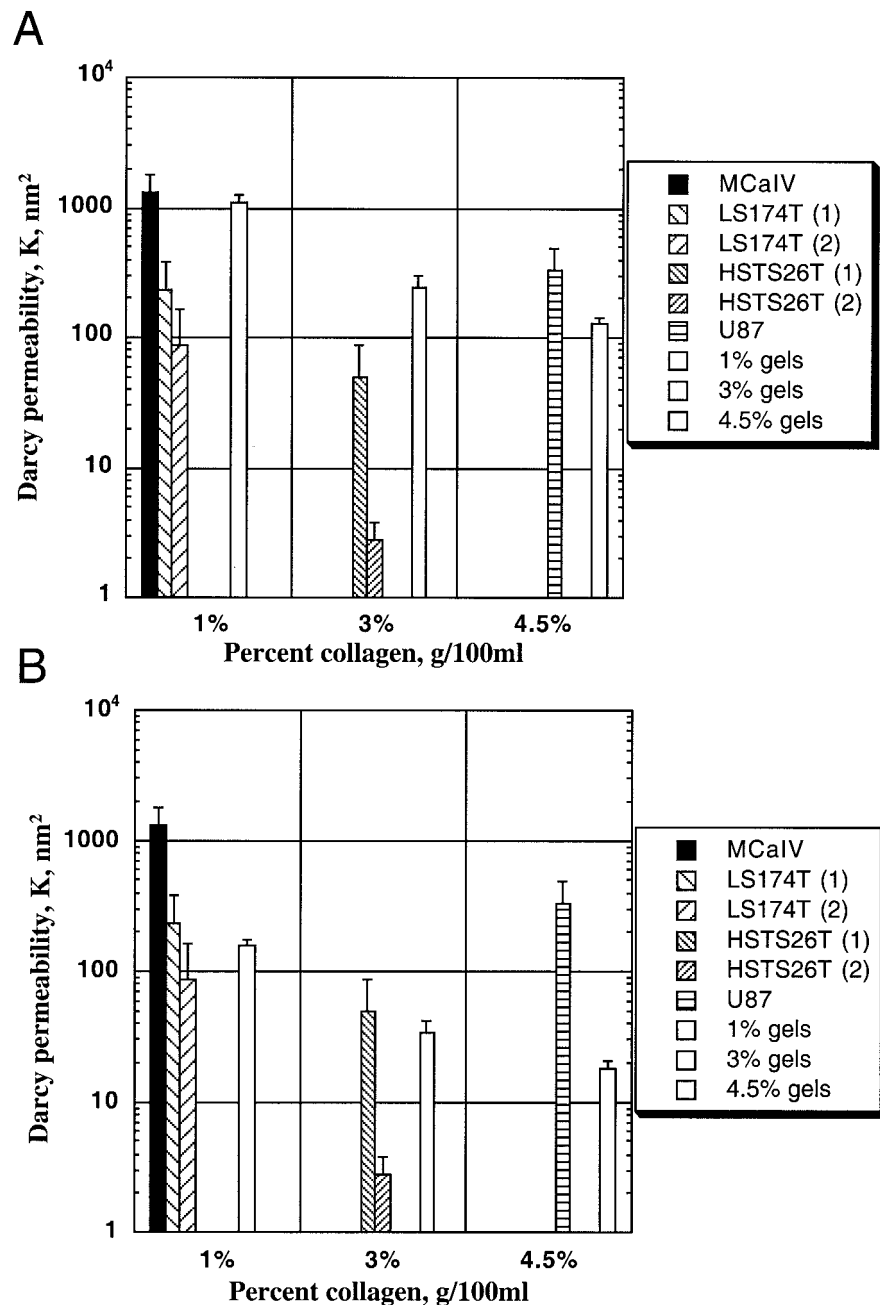 A
10⁴
1000
100
10
1
Darcy permeability, K, nm²
1%
3%
4.5%
Percent collagen, g/100ml
MCaIV
LS174T (1)
LS174T (2)
HSTS26T (1)
HSTS26T (2)
U87
1% gels
3% gels
4.5% gels
B
10⁴
1000
100
10
1
Darcy permeability, K, nm²
1%
3%
4.5%
Percent collagen, g/100ml
MCaIV
LS174T (1)
LS174T (2)
HSTS26T (1)
HSTS26T (2)
U87
1% gels
3% gels
4.5% gels